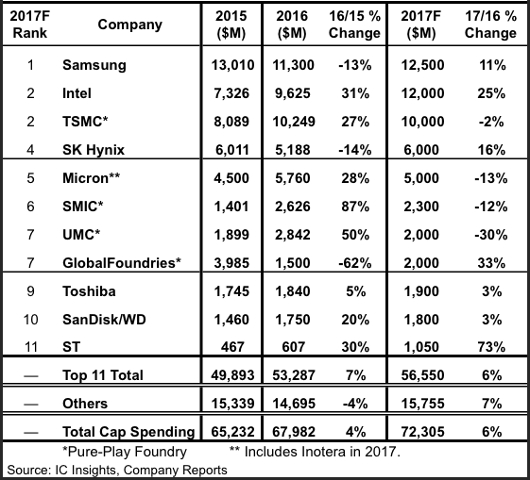 2017F Rank Company 2015 ($M) 2016 ($M) 16/15 % Change 2017F ($M) 17/16 % Change
1 Samsung 13,010 11,300 -13% 12,500 11%
2 Intel 7,326 9,625 31% 12,000 25%
2 TSMC* 8,089 10,249 27% 10,000 -2%
4 SK Hynix 6,011 5,188 -14% 6,000 16%
5 Micron** 4,500 5,760 28% 5,000 -13%
6 SMIC* 1,401 2,626 87% 2,300 -12%
7 UMC* 1,899 2,842 50% 2,000 -30%
7 GlobalFoundries* 3,985 1,500 -62% 2,000 33%
9 Toshiba 1,745 1,840 5% 1,900 3%
10 SanDisk/WD 1,460 1,750 20% 1,800 3%
11 ST 467 607 30% 1,050 73%
— Top 11 Total 49,893 53,287 7% 56,550 6%
— Others 15,339 14,695 -4% 15,755 7%
— Total Cap Spending 65,232 67,982 4% 72,305 6%
*Pure-Play Foundry ** Includes Inotera in 2017.
Source: IC Insights, Company Reports